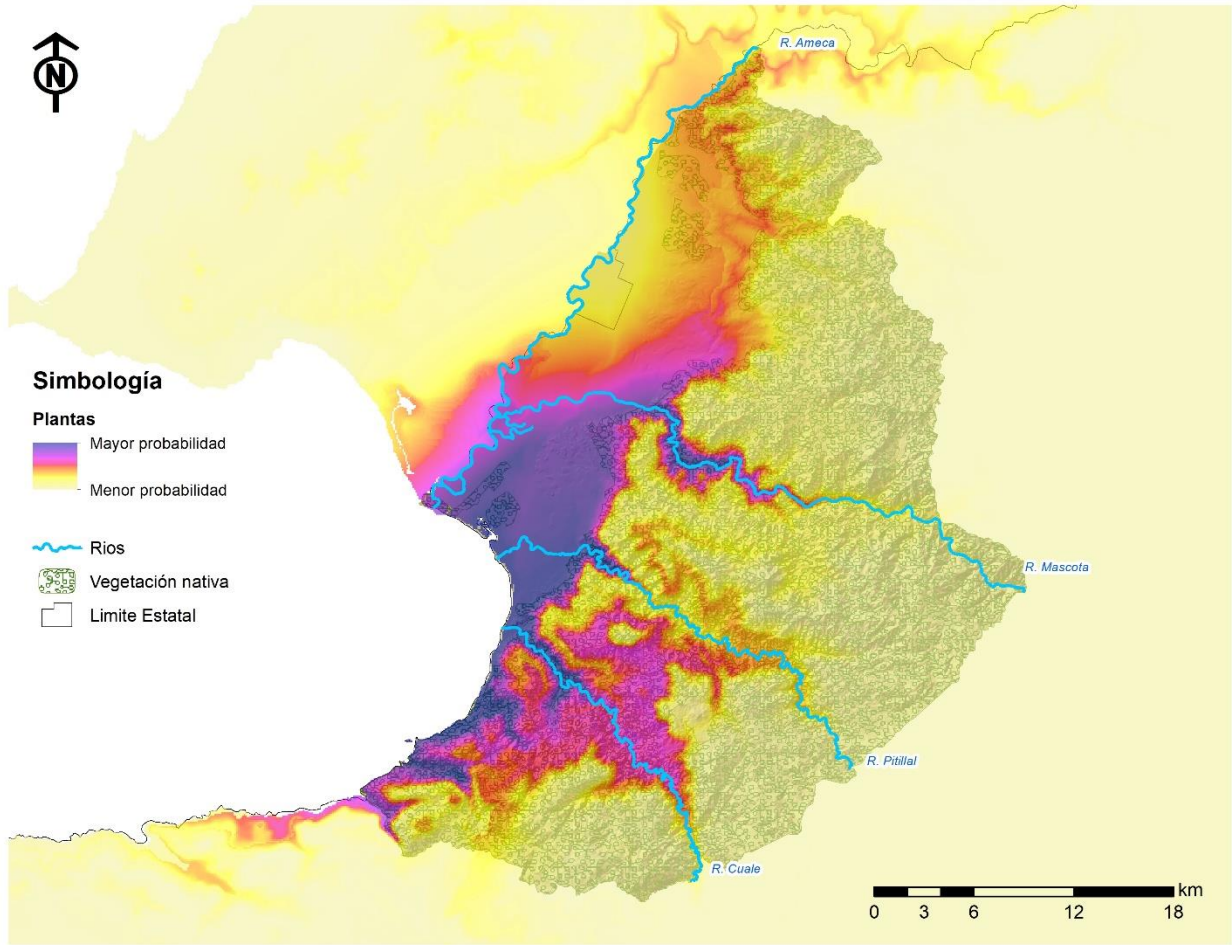 N
R. Ameca
Simbología
Plantas
Mayor probabilidad
Menor probabilidad
Rios
Vegetación nativa
Limite Estatal
R. Mascota
R. Pitillal
R. Cuale
km
0 3 6 12 18